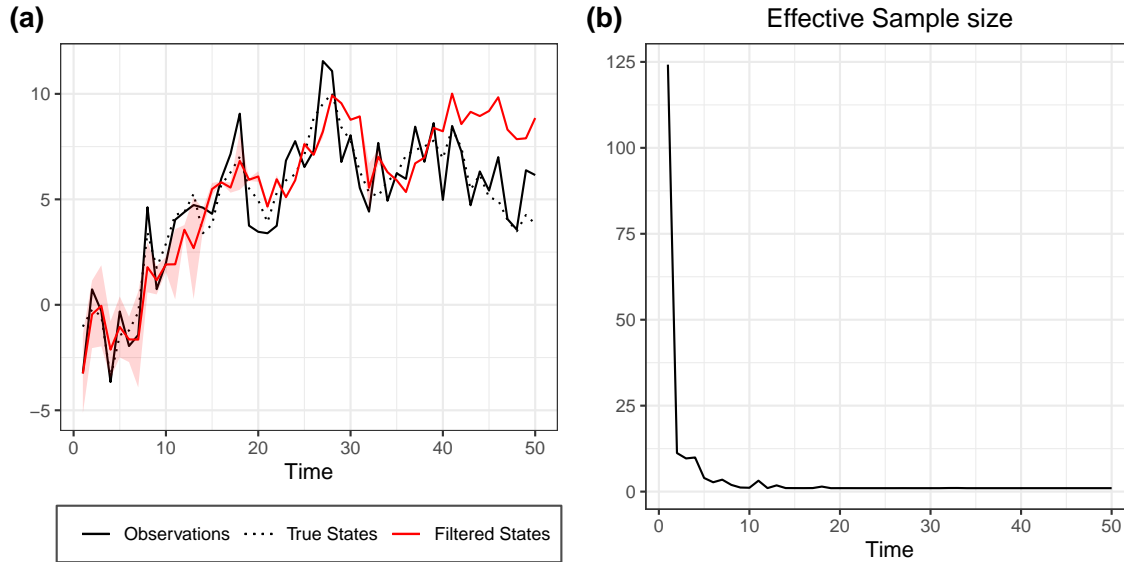 (a)
10
5
0
−5
0 10 20 30 40 50
Time
Observations True States Filtered States
(b)
Effective Sample size
125
100
75
50
25
0
0 10 20 30 40 50
Time